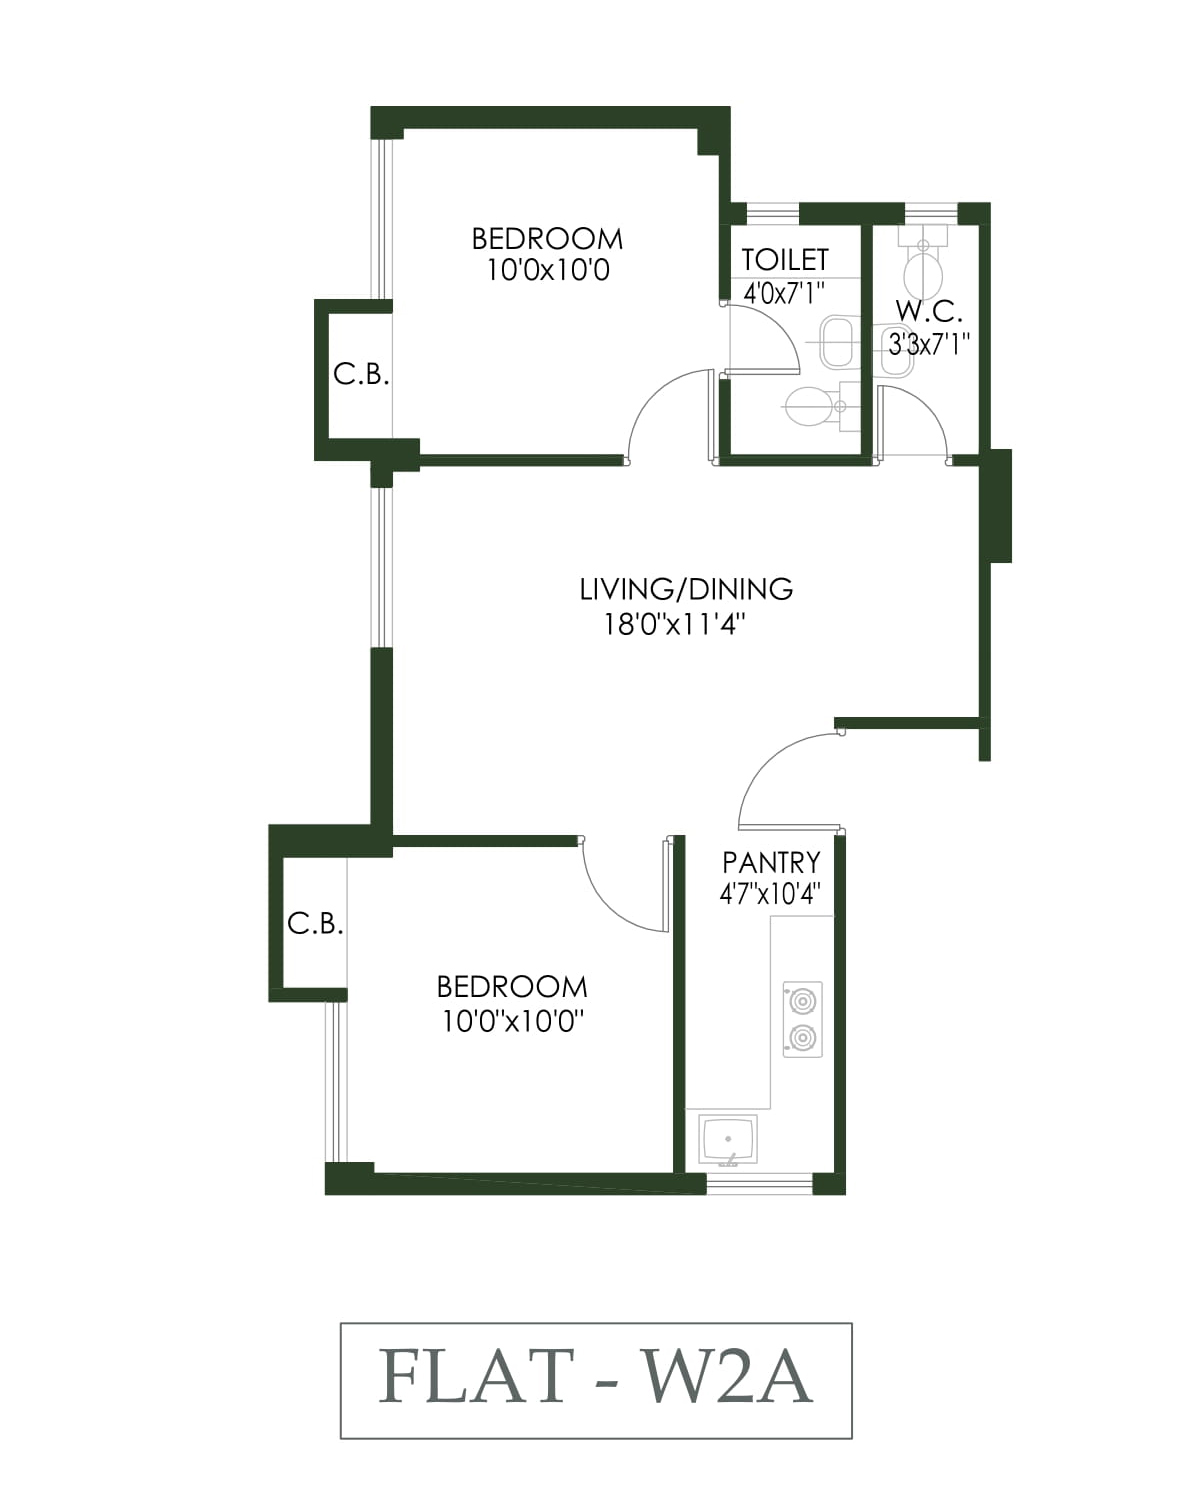 BEDROOM
10'0x10'0
TOILET
4'0x7'1"
W.C.
3'3x7'1"
C.B.
LIVING/DINING
18'0"x11'4"
PANTRY
4'7"x10'4"
C.B.
BEDROOM
10'0"x10'0"
FLAT - W2A